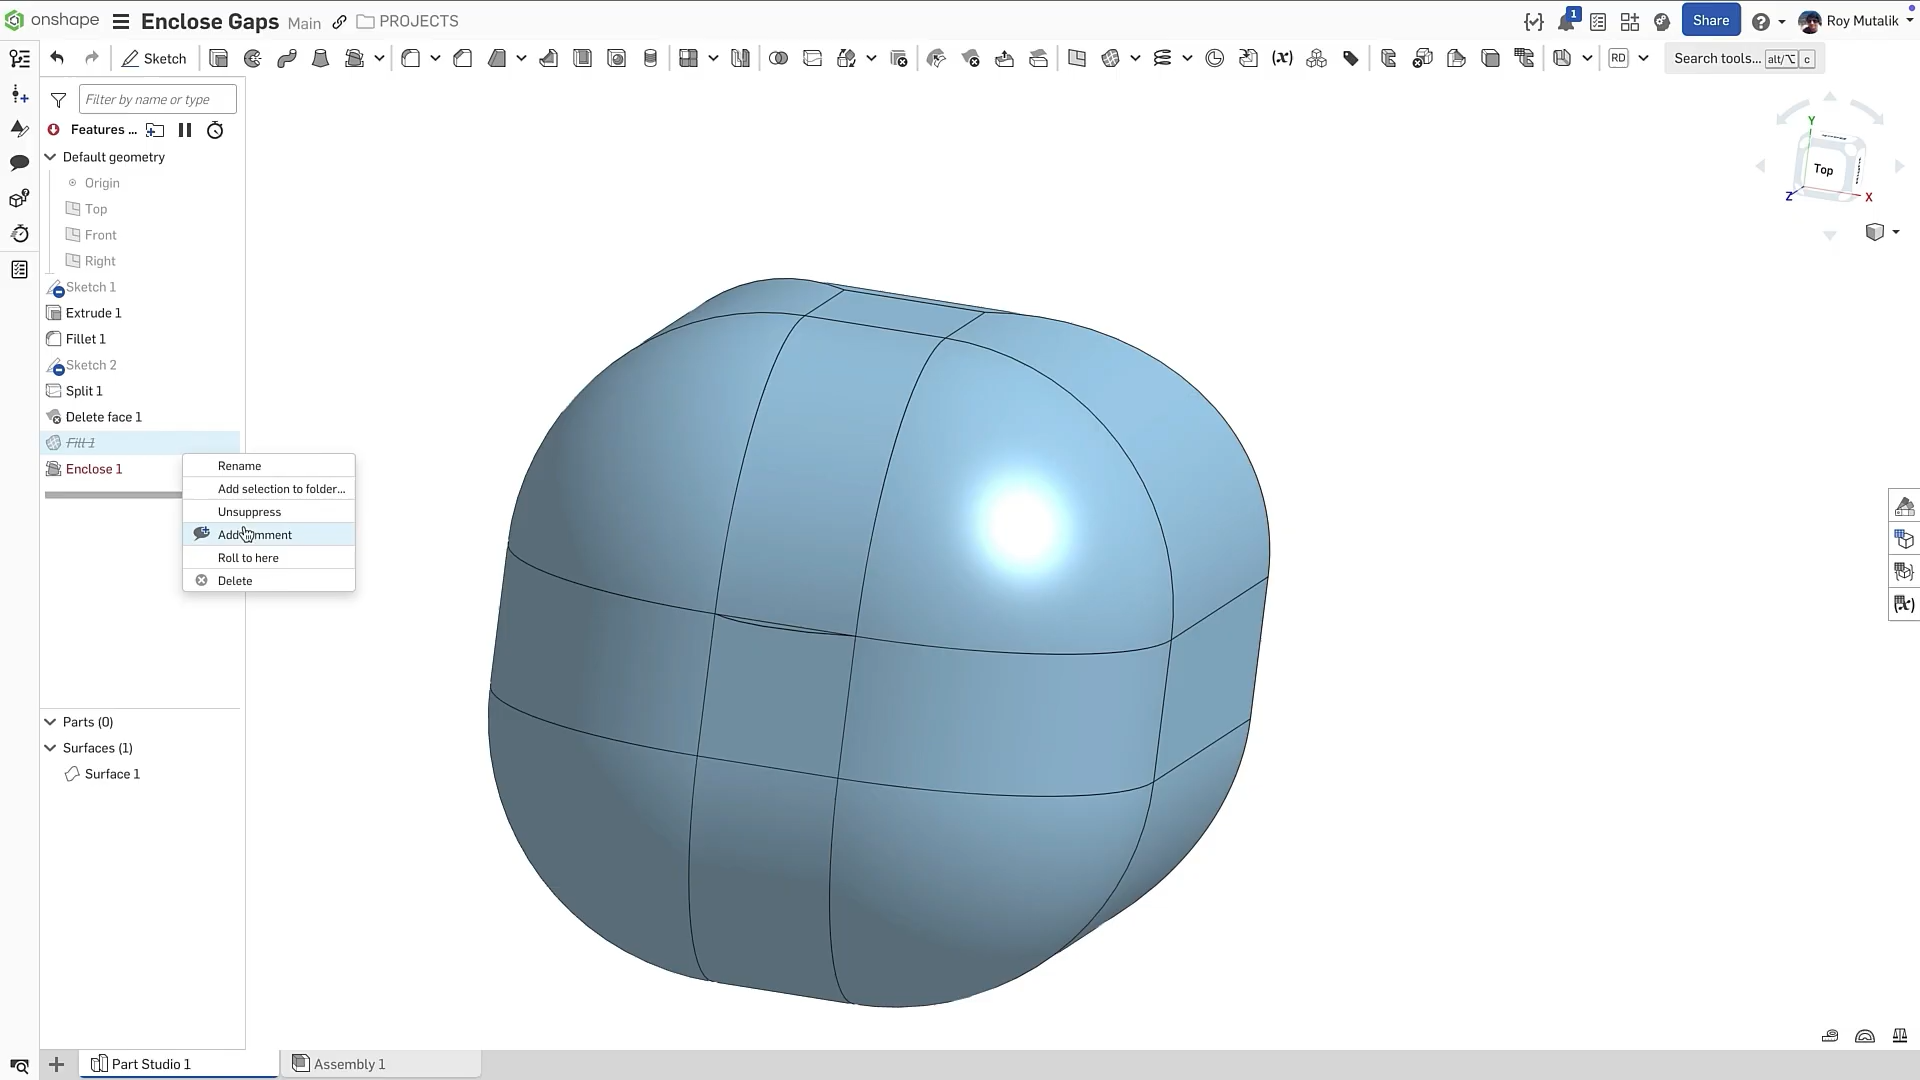 onshape Enclose Gaps Main PROJECTS 1 Share Roy Mutalik
Sketch RD Search tools... alt/⌥ c
Filter by name or type
Features ...
Default geometry
Origin
Top
Front
Right
Sketch 1
Extrude 1
Fillet 1
Sketch 2
Split 1
Delete face 1
Fill 1
Enclose 1
Rename
Add selection to folder...
Unsuppress
Add comment
Roll to here
Delete
Parts (0)
Surfaces (1)
Surface 1
Y
Top
Z
X
Part Studio 1
Assembly 1